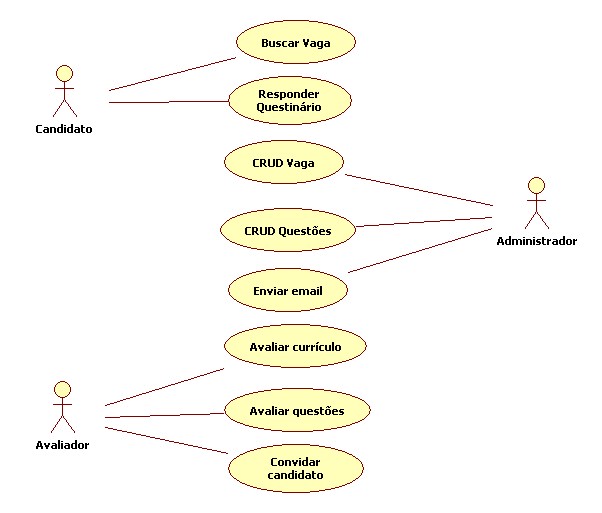 Buscar Vaga
Responder
Questinário
Candidato
CRUD Vaga
CRUD Questões
Administrador
Enviar email
Avaliar currículo
Avaliar questões
Avaliador
Convidar
candidato